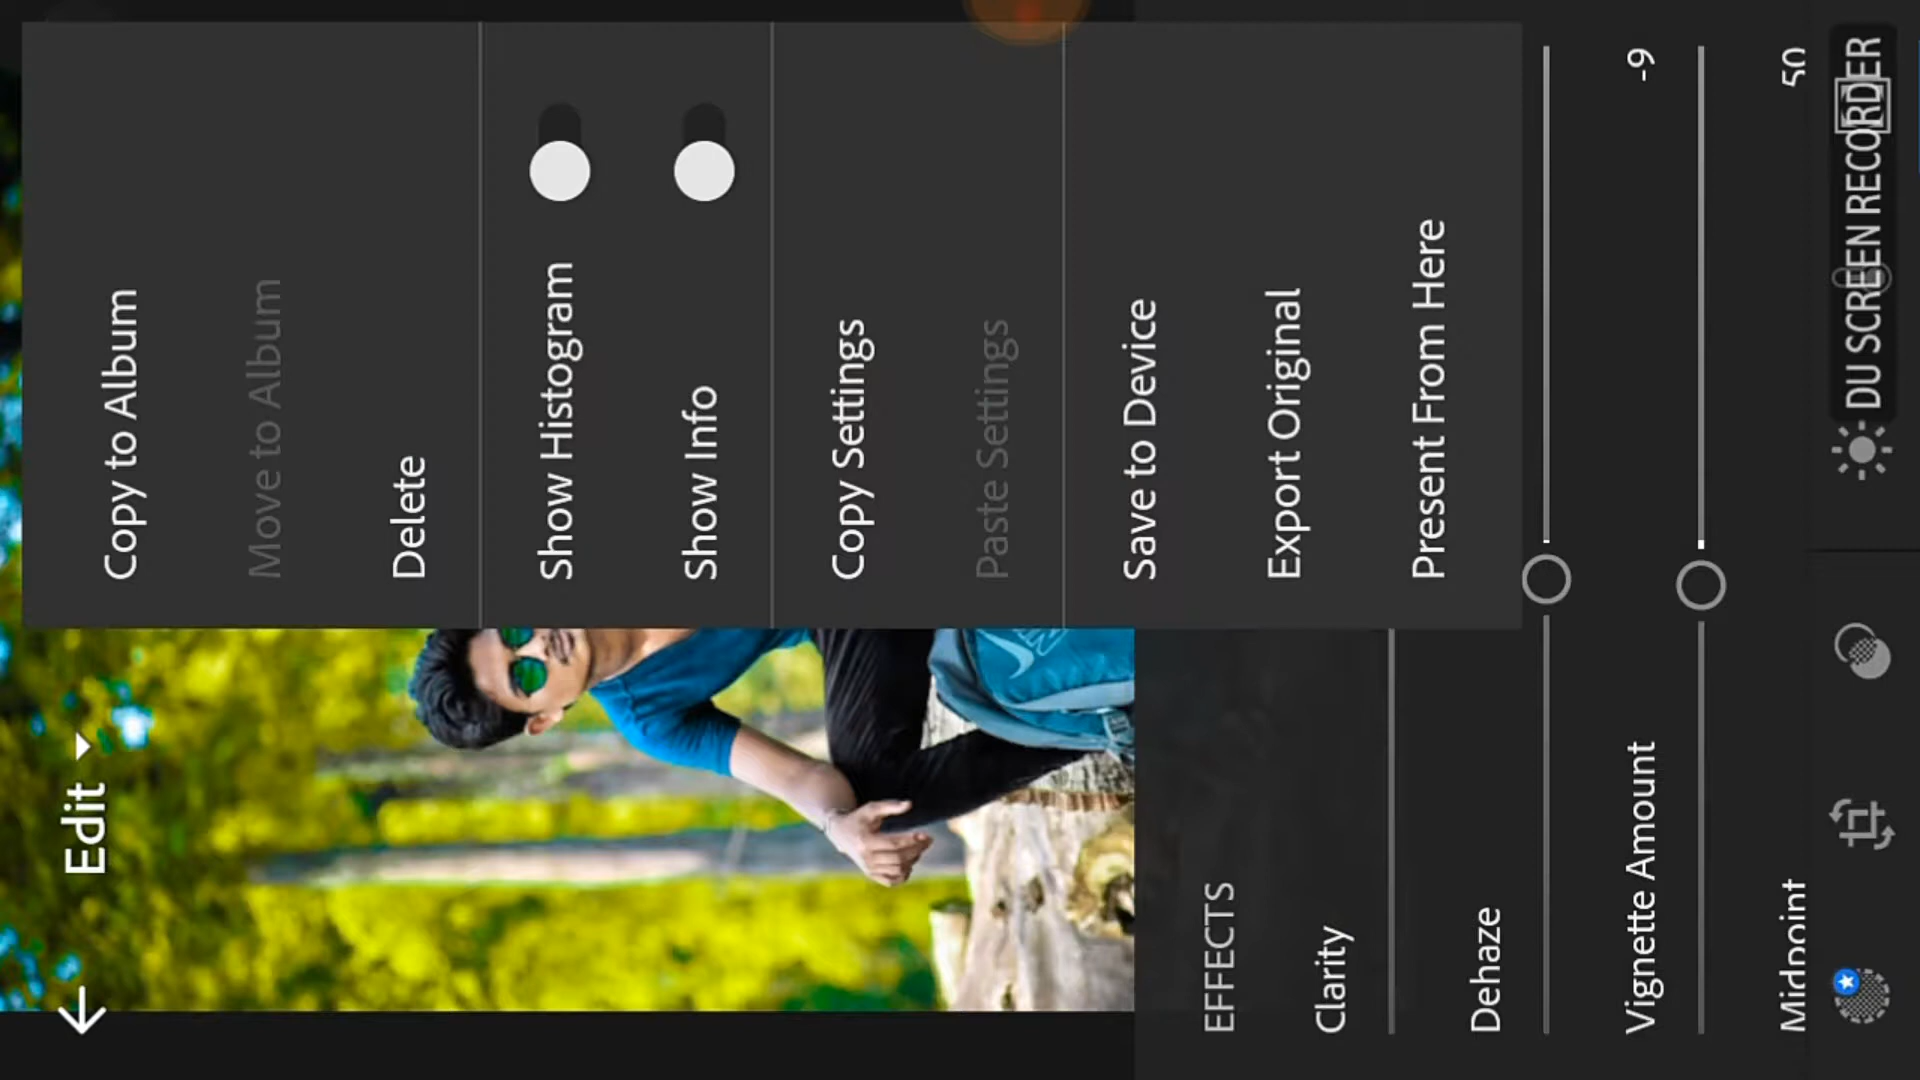 Edit
Copy to Album
Move to Album
Delete
Show Histogram
Show Info
Copy Settings
Paste Settings
Save to Device
Export Original
Present From Here
EFFECTS
Clarity
Dehaze
Vignette Amount
-9
Midpoint
50
DU SCREEN RECORDER